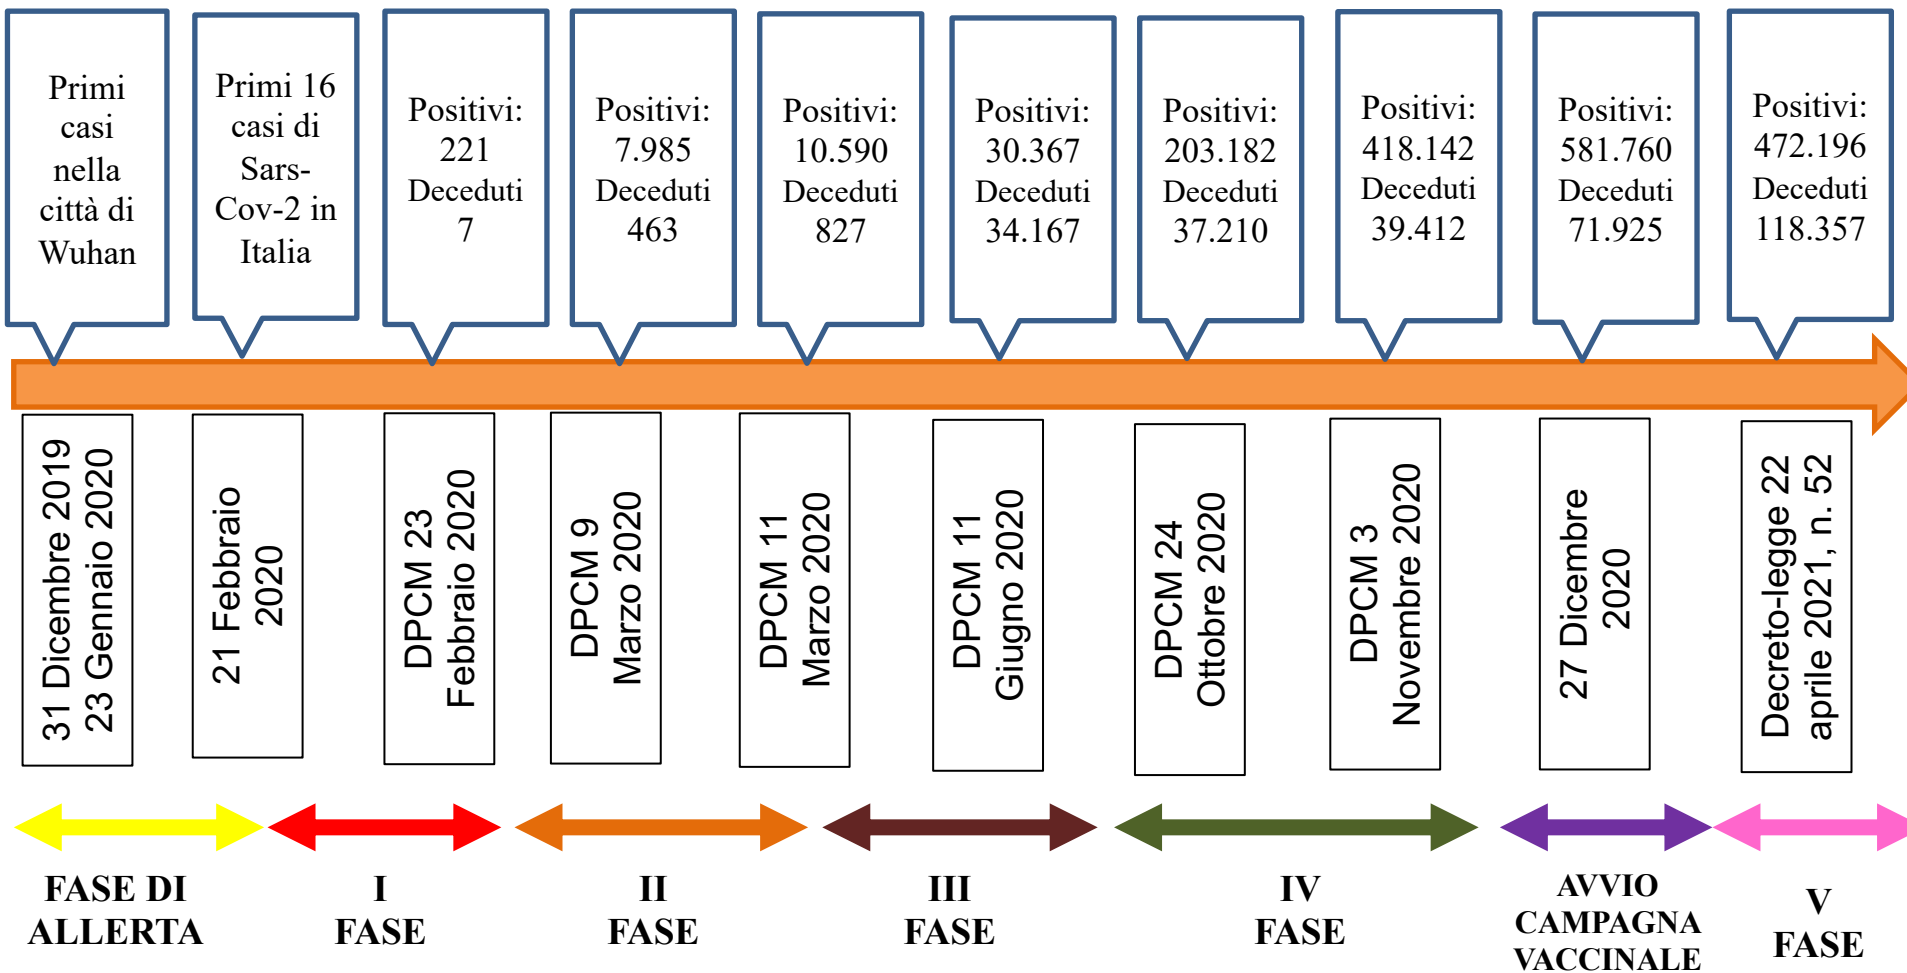 Primi
casi
nella
città di
Wuhan
Primi 16
casi di
Sars-
Cov-2 in
Italia
Positivi:
221
Deceduti
7
Positivi:
7.985
Deceduti
463
Positivi:
10.590
Deceduti
827
Positivi:
30.367
Deceduti
34.167
Positivi:
203.182
Deceduti
37.210
Positivi:
418.142
Deceduti
39.412
Positivi:
581.760
Deceduti
71.925
Positivi:
472.196
Deceduti
118.357
31 Dicembre 2019
23 Gennaio 2020
21 Febbraio
2020
DPCM 23
Febbraio 2020
DPCM 9
Marzo 2020
DPCM 11
Marzo 2020
DPCM 11
Giugno 2020
DPCM 24
Ottobre 2020
DPCM 3
Novembre 2020
27 Dicembre
2020
Decreto-legge 22
aprile 2021, n. 52
FASE DI
ALLERTA
I
FASE
II
FASE
III
FASE
IV
FASE
AVVIO
CAMPAGNA
VACCINALE
V
FASE